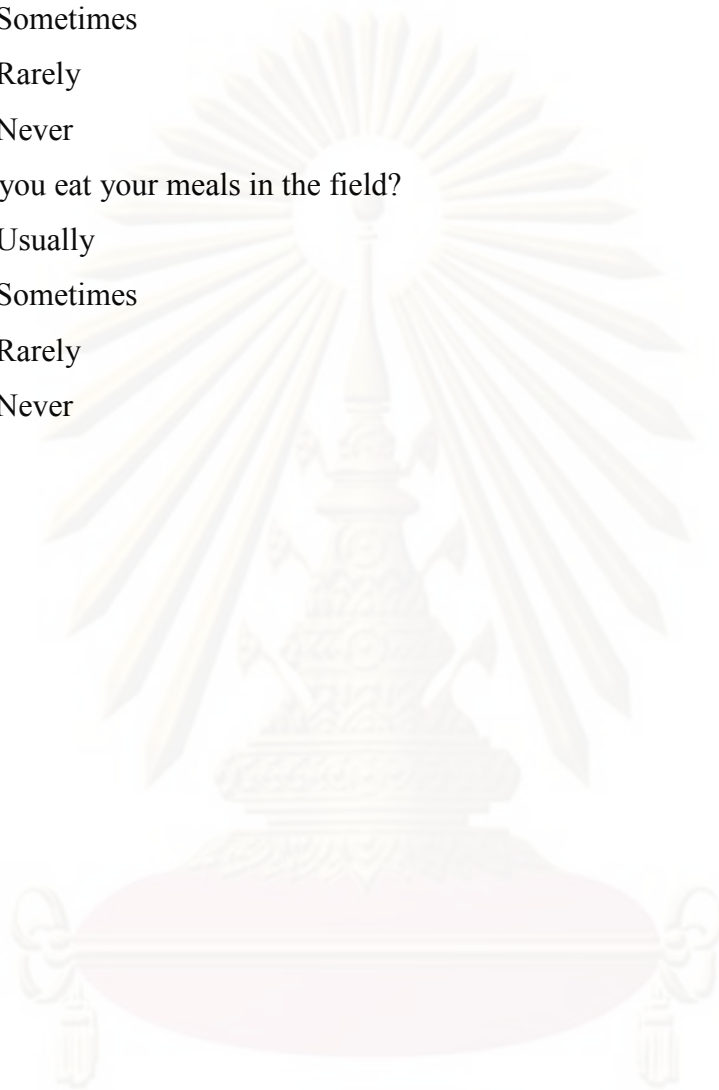 Sometimes
Rarely
Never
you eat your meals in the field?
Usually
Sometimes
Rarely
Never